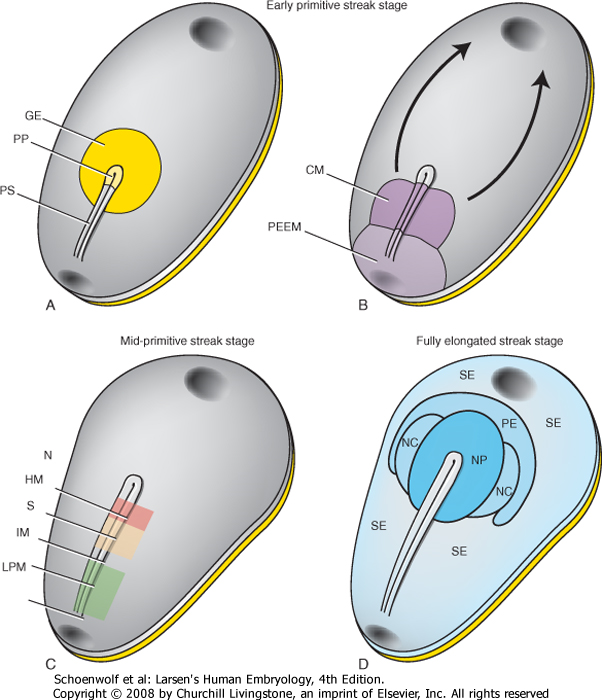 Early primitive streak stage
GE
PP
PS
A
CM
PEEM
B
Mid-primitive streak stage
N
HM
S
IM
LPM
C
Fully elongated streak stage
SE
PE
SE
NC
NP
NC
SE
SE
D
Schoenwolf et al: Larsen's Human Embryology, 4th Edition.
Copyright © 2008 by Churchill Livingstone, an imprint of Elsevier, Inc. All rights reserved